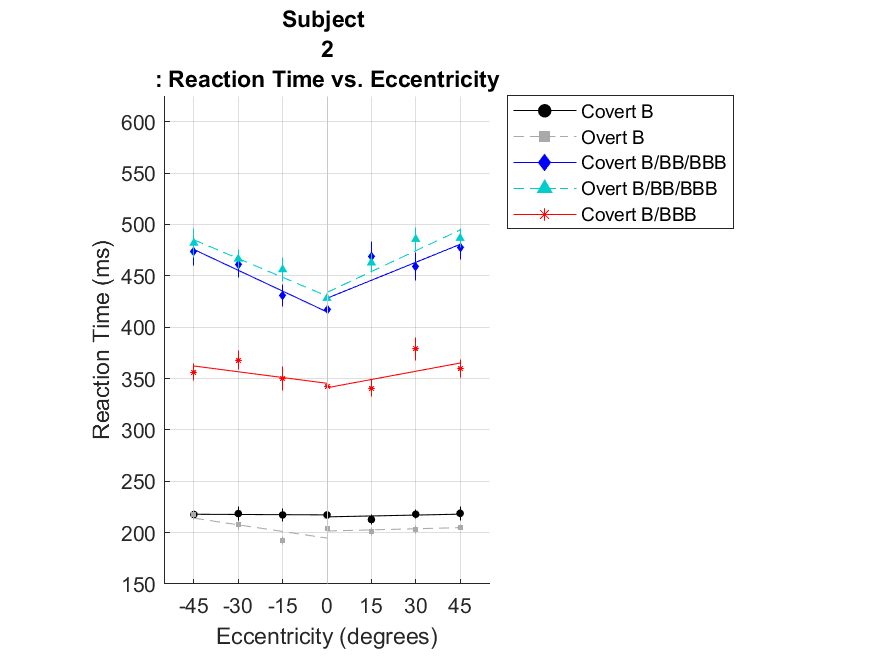 Subject
2
: Reaction Time vs. Eccentricity
600
550
500
450
400
350
300
250
200
150
-45 -30 -15 0 15 30 45
Reaction Time (ms)
Eccentricity (degrees)
Covert B
Overt B
Covert B/BB/BBB
Overt B/BB/BBB
Covert B/BBB